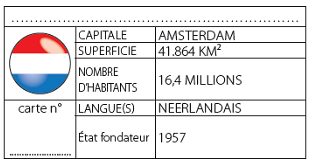 CAPITALE AMSTERDAM
SUPERFICIE 41.864 KM²
NOMBRE
D'HABITANTS 16,4 MILLIONS
carte n° LANGUE(S) NEERLANDAIS
État fondateur 1957